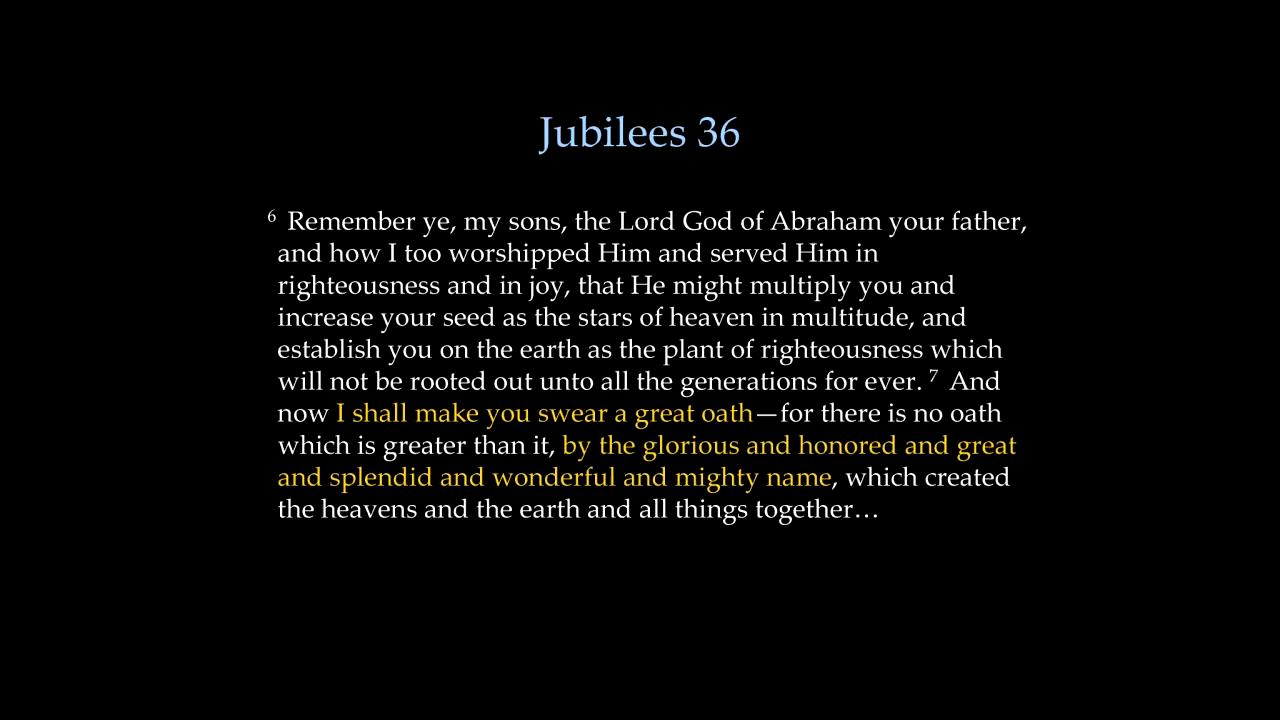 Jubilees 36
6 Remember ye, my sons, the Lord God of Abraham your father,
and how I too worshipped Him and served Him in
righteousness and in joy, that He might multiply you and
increase your seed as the stars of heaven in multitude, and
establish you on the earth as the plant of righteousness which
will not be rooted out unto all the generations for ever. 7 And
now I shall make you swear a great oath—for there is no oath
which is greater than it, by the glorious and honored and great
and splendid and wonderful and mighty name, which created
the heavens and the earth and all things together…